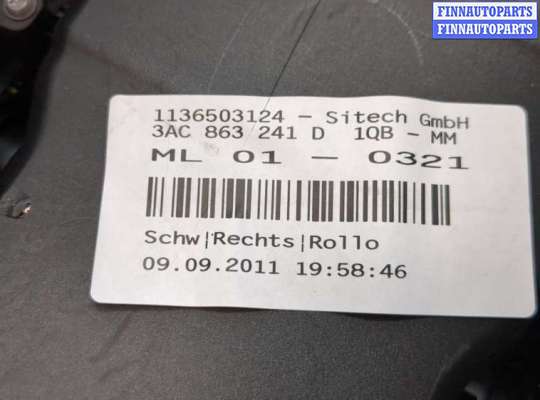 FINNAUTOPARTS
FINNAUTOPARTS
1136503124 - Sitech GmbH
3AC 863 241 D 1QB - MM
ML 01 - 0321
Schw|Rechts|Rollo
09.09.2011 19:58:46